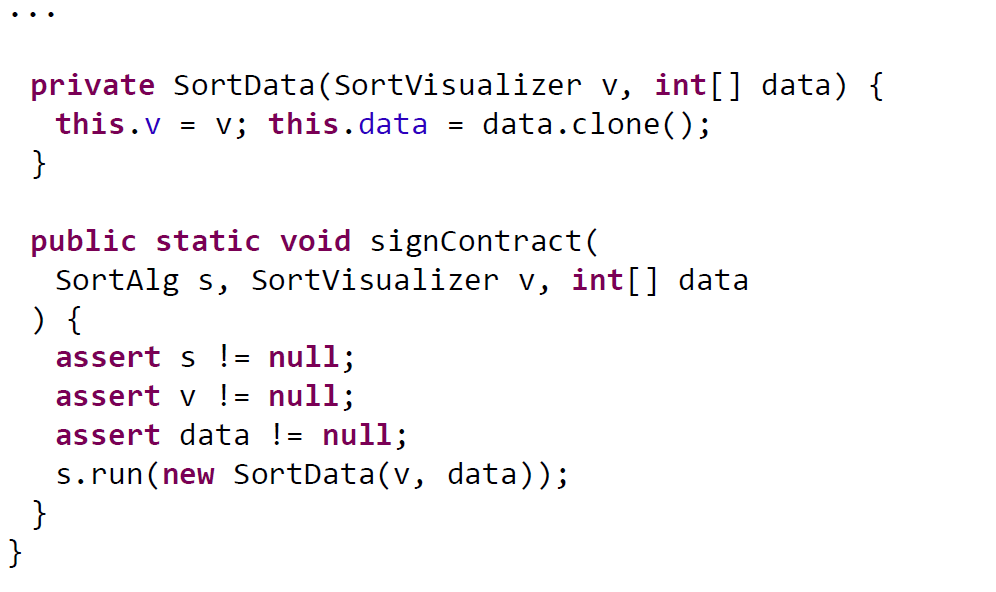 ...
private SortData(SortVisualizer v, int[] data) {
this.v = v; this.data = data.clone();
}
public static void signContract(
SortAlg s, SortVisualizer v, int[] data
) {
assert s != null;
assert v != null;
assert data != null;
s.run(new SortData(v, data));
}
}